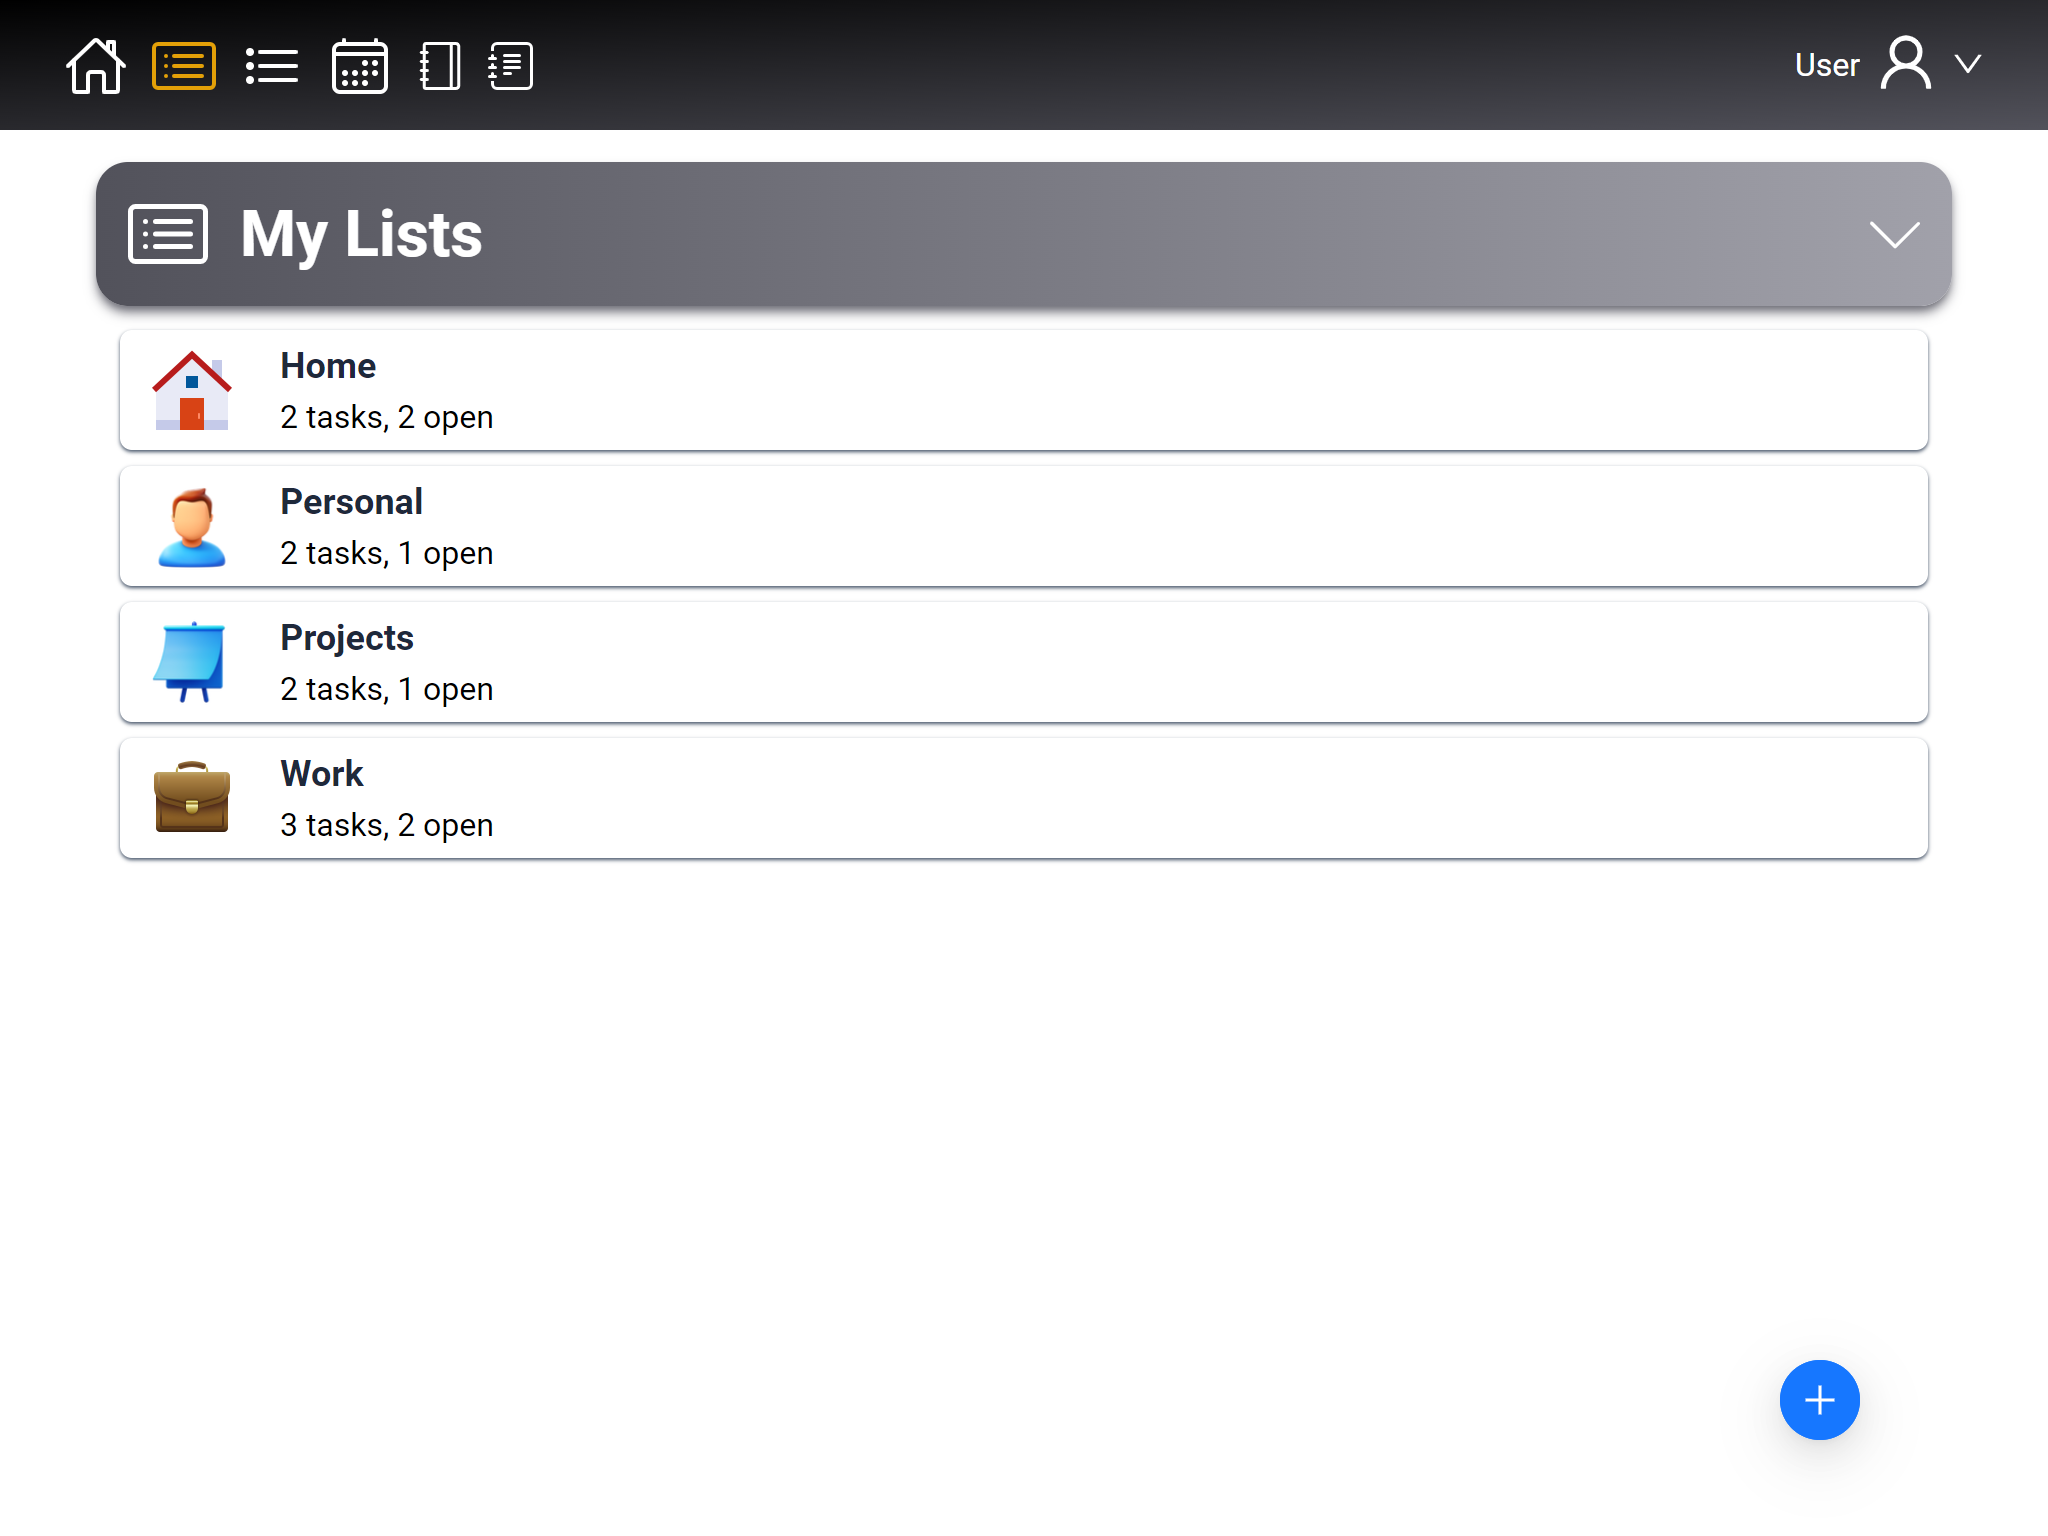 User
My Lists
Home
2 tasks, 2 open
Personal
2 tasks, 1 open
Projects
2 tasks, 1 open
Work
3 tasks, 2 open